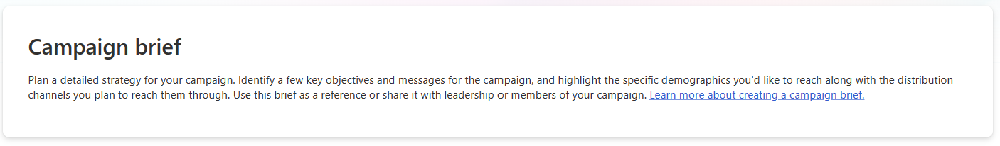 Campaign brief
Plan a detailed strategy for your campaign. Identify a few key objectives and messages for the campaign, and highlight the specific demographics you'd like to reach along with the distribution
channels you plan to reach them through. Use this brief as a reference or share it with leadership or members of your campaign. Learn more about creating a campaign brief.